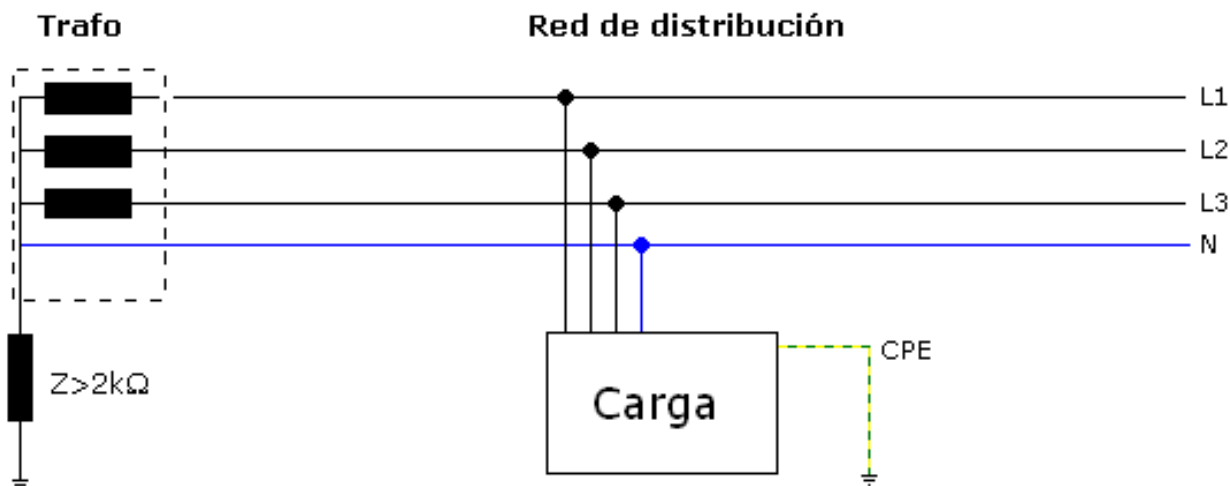 Trafo
Red de distribución
L1
L2
L3
N
CPE
Z>2kΩ
Carga